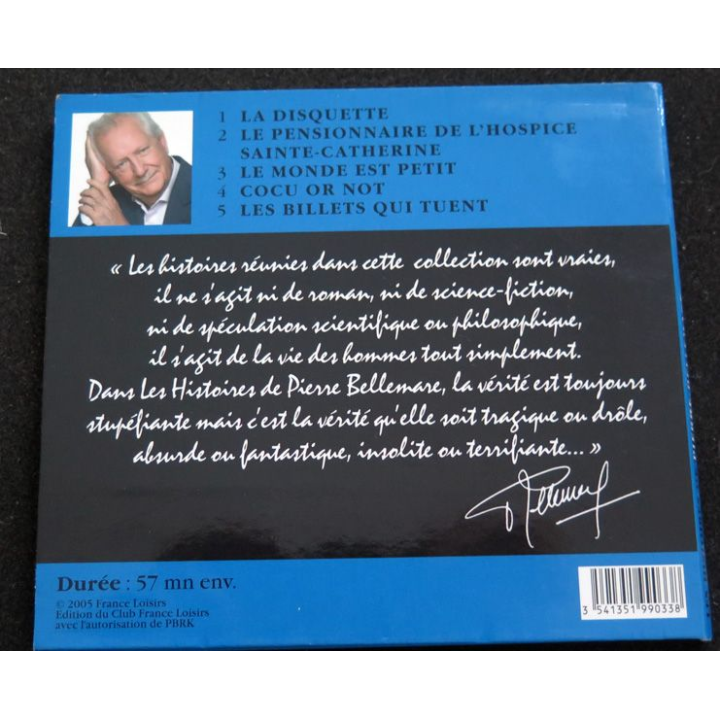 1 LA DISQUETTE
2 LE PENSIONNAIRE DE L'HOSPICE
SAINTE-CATHERINE
3 LE MONDE EST PETIT
4 COCU OR NOT
5 LES BILLETS QUI TUENT
« Les histoires réunies dans cette collection sont vraies,
il ne s'agit ni de roman, ni de science-fiction,
ni de spéculation scientifique ou philosophique,
il s'agit de la vie des hommes tout simplement.
Dans Les Histoires de Pierre Bellemare, la vérité est toujours
stupéfiante mais c'est la vérité qu'elle soit tragique ou drôle,
absurde ou fantastique, insolite ou terrifiante... »
Durée : 57 mn env.
© 2005 France Loisirs
Edition du Club France Loisirs
avec l'autorisation de PBRK
3 541351 990338